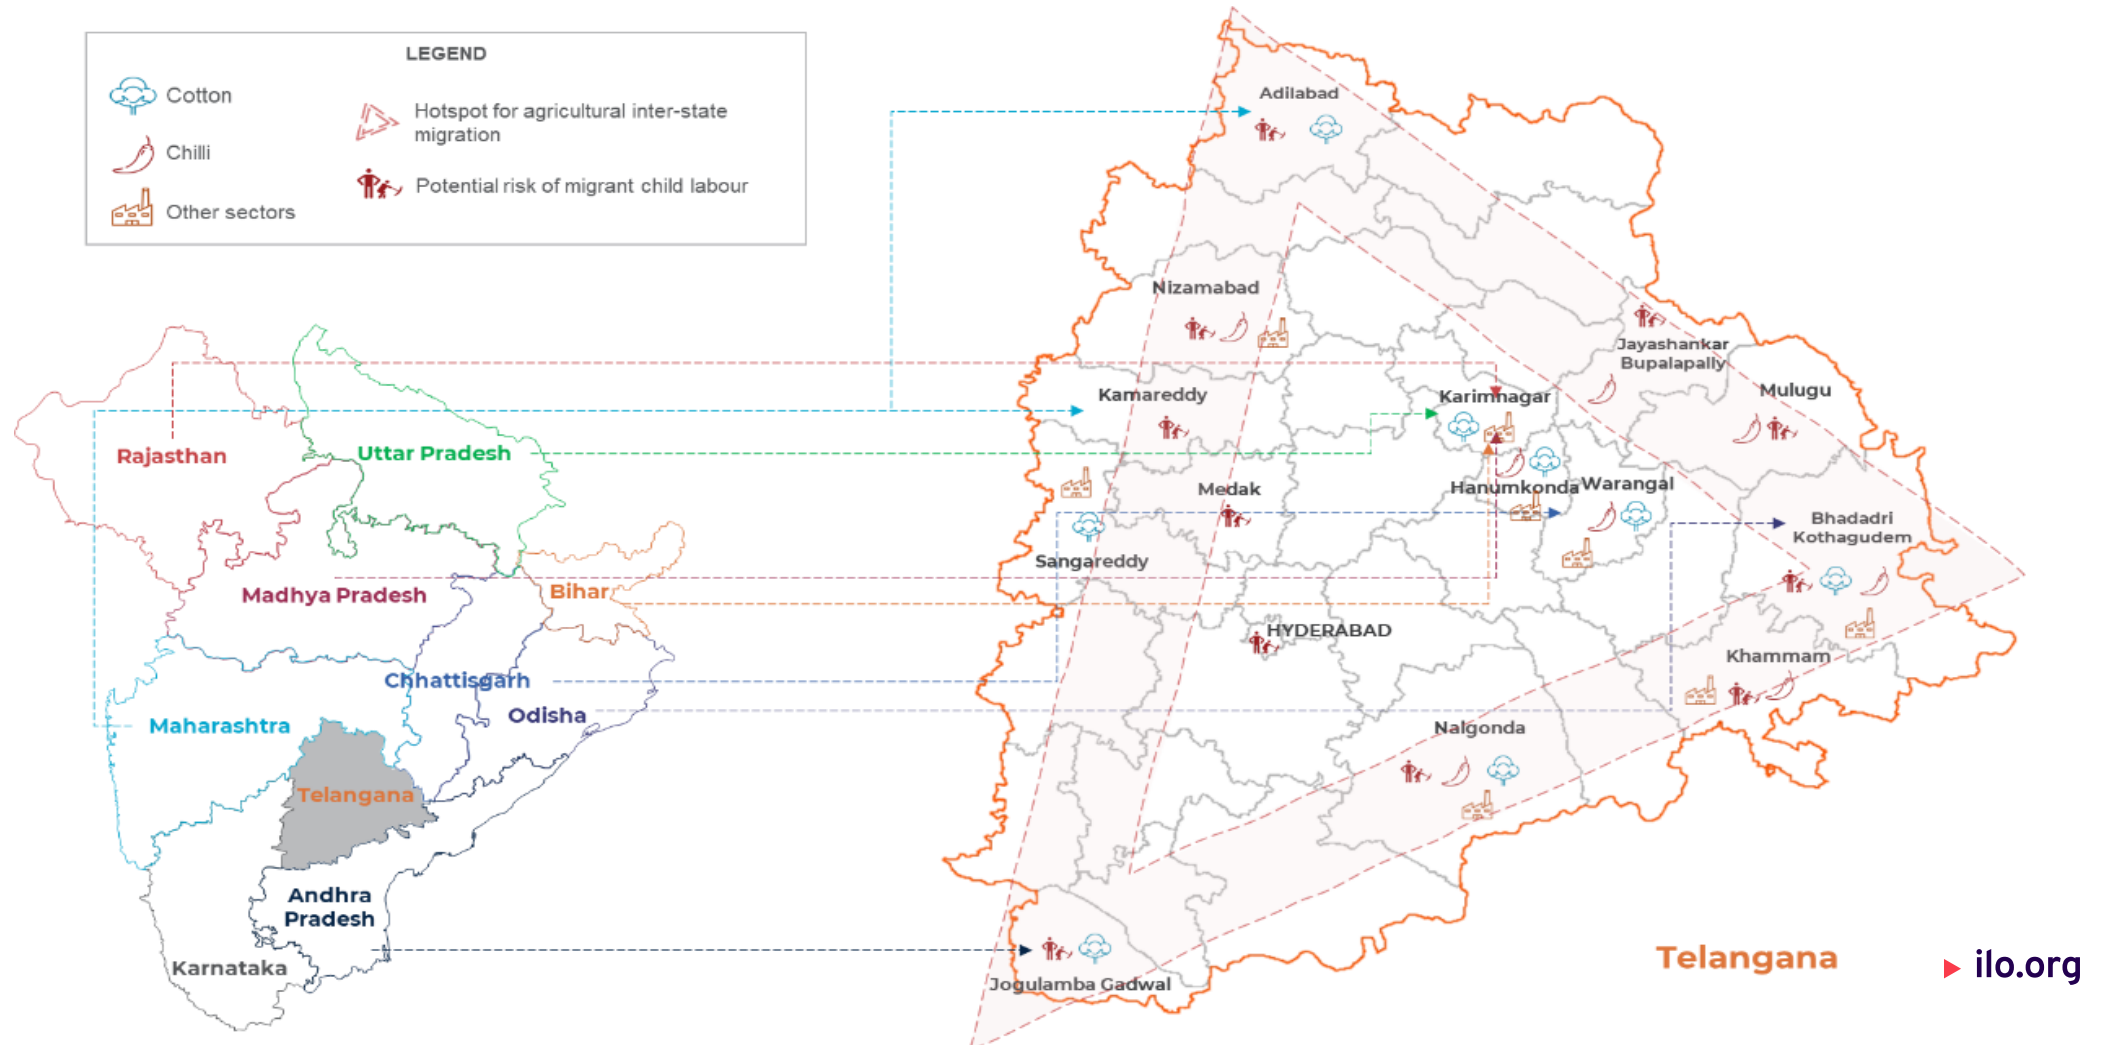 LEGEND
Cotton
Chilli
Other sectors
Hotspot for agricultural inter-state
migration
Potential risk of migrant child labour
Rajasthan
Uttar Pradesh
Madhya Pradesh
Bihar
Chhattisgarh
Odisha
Maharashtra
Telangana
Andhra
Pradesh
Karnataka
Adilabad
Nizamabad
Jayashankar
Bupalapally
Mulugu
Kamareddy
Karimnagar
Medak
Hanumkonda
Warangal
Bhadadri
Kothagudem
Sangareddy
HYDERABAD
Khammam
Nalgonda
Jogulamba Gadwal
Telangana
ilo.org